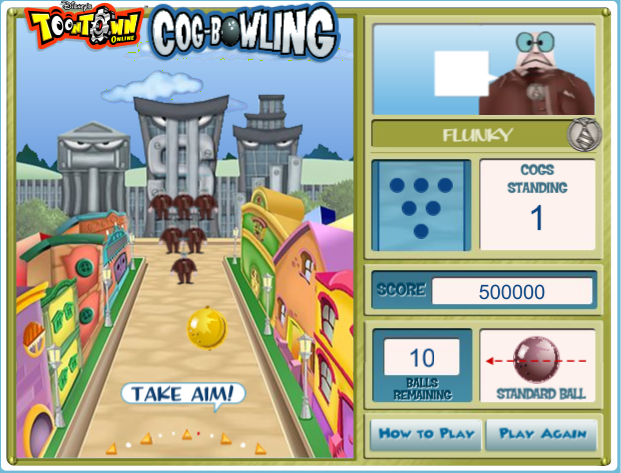 Disney's
TOONTOWN
ONLINE
COG-BOWLING
FLUNKY
COGS
STANDING
1
SCORE 500000
10
BALLS
REMAINING
STANDARD BALL
TAKE AIM!
HOW TO PLAY
PLAY AGAIN